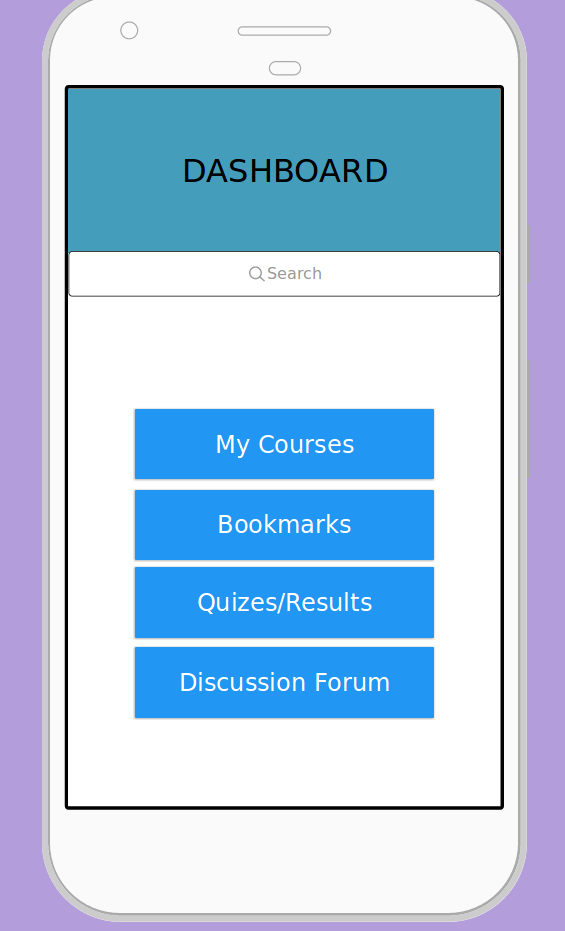 DASHBOARD
Search
My Courses
Bookmarks
Quizes/Results
Discussion Forum